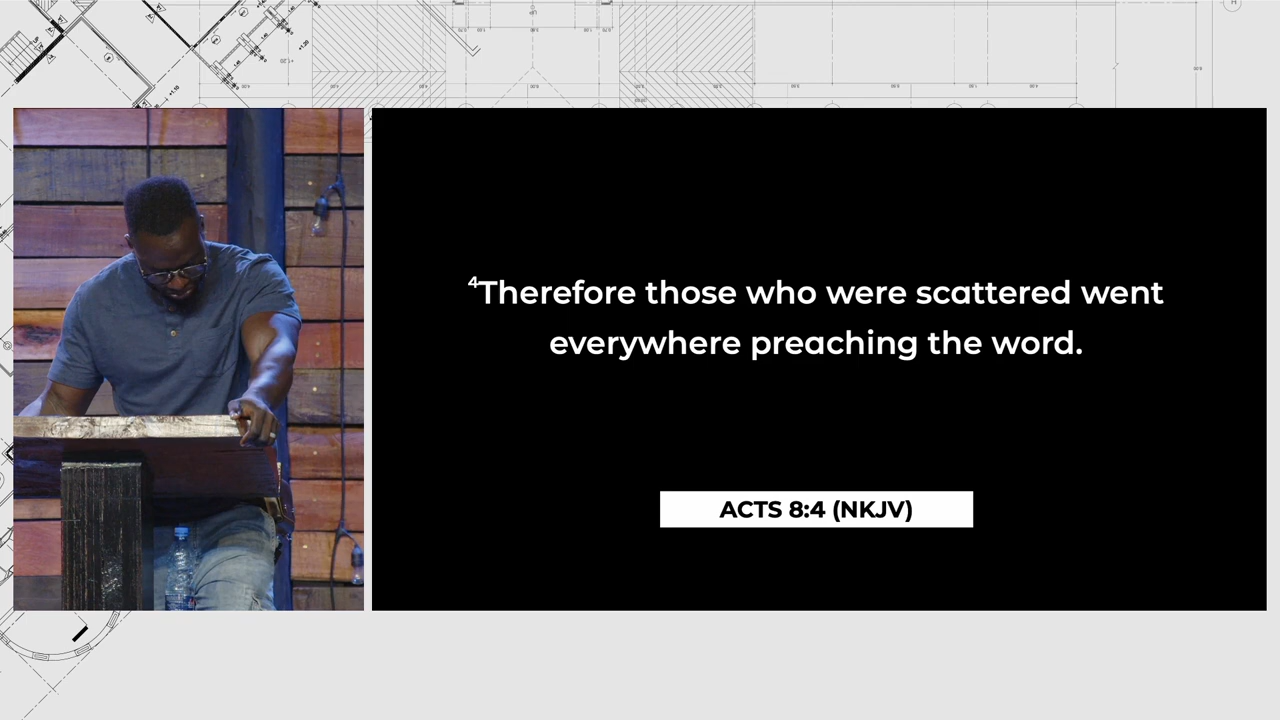 ⁴Therefore those who were scattered went
everywhere preaching the word.
ACTS 8:4 (NKJV)